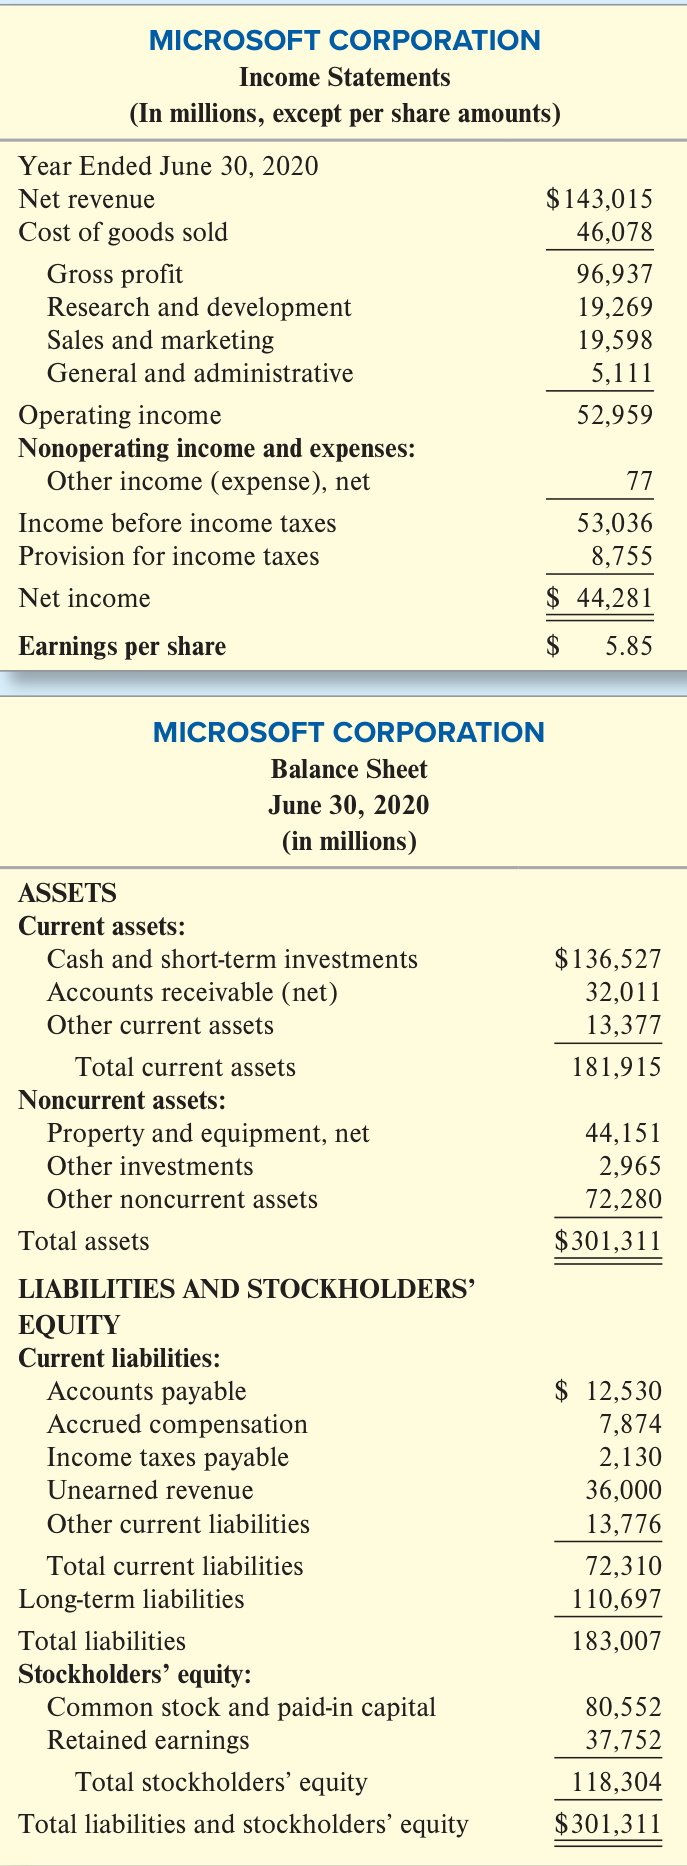 MICROSOFT CORPORATION
Income Statements
(In millions, except per share amounts)
Year Ended June 30, 2020
Net revenue $143,015
Cost of goods sold 46,078
Gross profit 96,937
Research and development 19,269
Sales and marketing 19,598
General and administrative 5,111
Operating income 52,959
Nonoperating income and expenses:
Other income (expense), net 77
Income before income taxes 53,036
Provision for income taxes 8,755
Net income $ 44,281
Earnings per share $ 5.85
MICROSOFT CORPORATION
Balance Sheet
June 30, 2020
(in millions)
ASSETS
Current assets:
Cash and short-term investments $136,527
Accounts receivable (net) 32,011
Other current assets 13,377
Total current assets 181,915
Noncurrent assets:
Property and equipment, net 44,151
Other investments 2,965
Other noncurrent assets 72,280
Total assets $301,311
LIABILITIES AND STOCKHOLDERS’
EQUITY
Current liabilities:
Accounts payable $ 12,530
Accrued compensation 7,874
Income taxes payable 2,130
Unearned revenue 36,000
Other current liabilities 13,776
Total current liabilities 72,310
Long-term liabilities 110,697
Total liabilities 183,007
Stockholders’ equity:
Common stock and paid-in capital 80,552
Retained earnings 37,752
Total stockholders’ equity 118,304
Total liabilities and stockholders’ equity $301,311